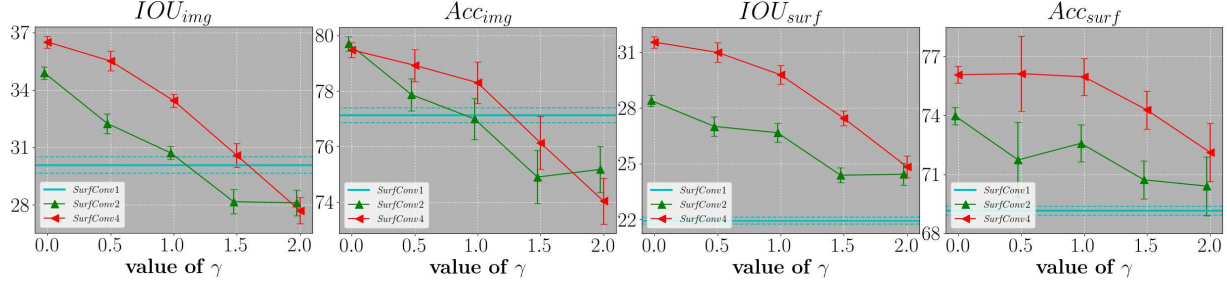 IOU_img
37
34
31
28
SurfConv1
SurfConv2
SurfConv4
0.0 0.5 1.0 1.5 2.0
value of γ
Acc_img
80
78
76
74
SurfConv1
SurfConv2
SurfConv4
0.0 0.5 1.0 1.5 2.0
value of γ
IOU_surf
31
28
25
22
SurfConv1
SurfConv2
SurfConv4
0.0 0.5 1.0 1.5 2.0
value of γ
Acc_surf
77
74
71
68
SurfConv1
SurfConv2
SurfConv4
0.0 0.5 1.0 1.5 2.0
value of γ